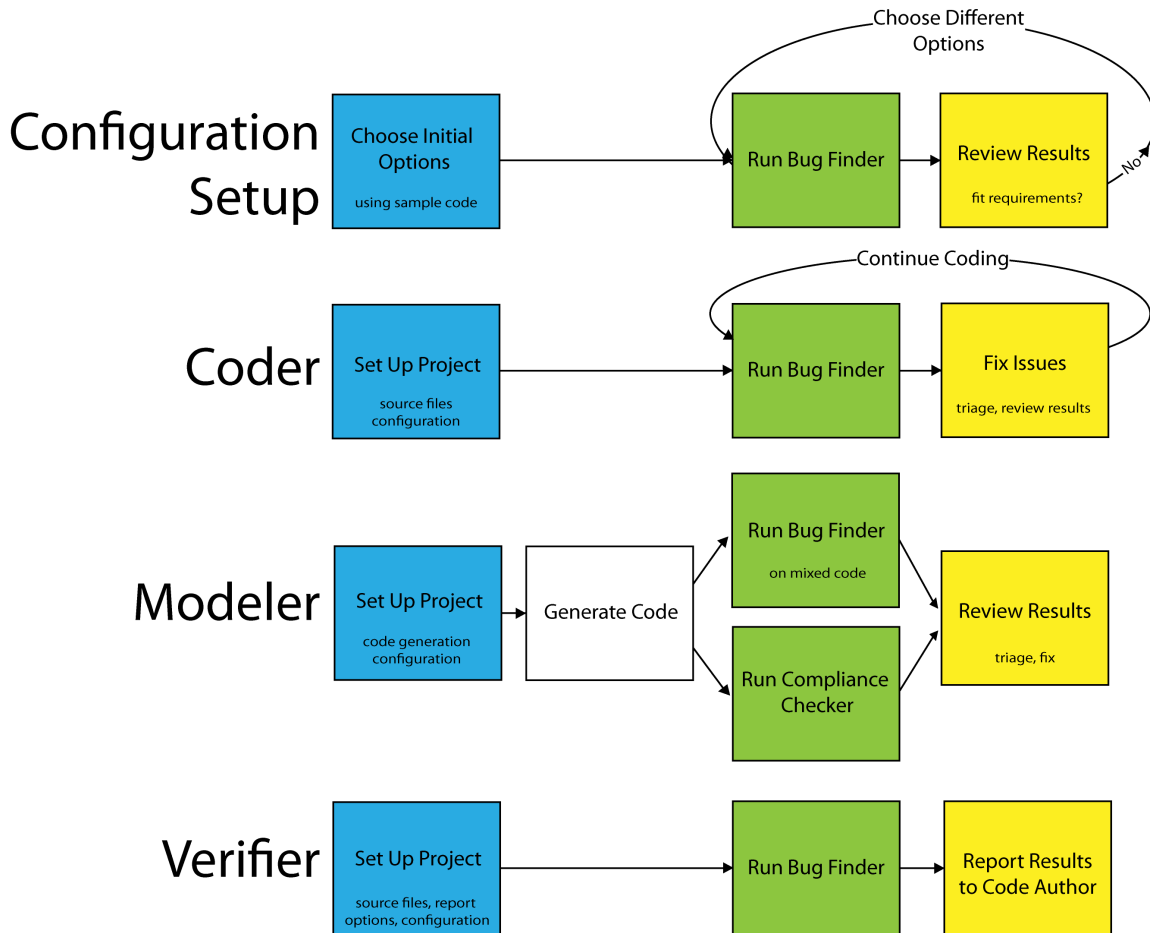 Choose Different
Options
Configuration
Setup
Choose Initial
Options
using sample code
Run Bug Finder
Review Results
fit requirements?
No
Continue Coding
Coder
Set Up Project
source files
configuration
Run Bug Finder
Fix Issues
triage, review results
Modeler
Set Up Project
code generation
configuration
Generate Code
Run Bug Finder
on mixed code
Run Compliance
Checker
Review Results
triage, fix
Verifier
Set Up Project
source files, report
options, configuration
Run Bug Finder
Report Results
to Code Author